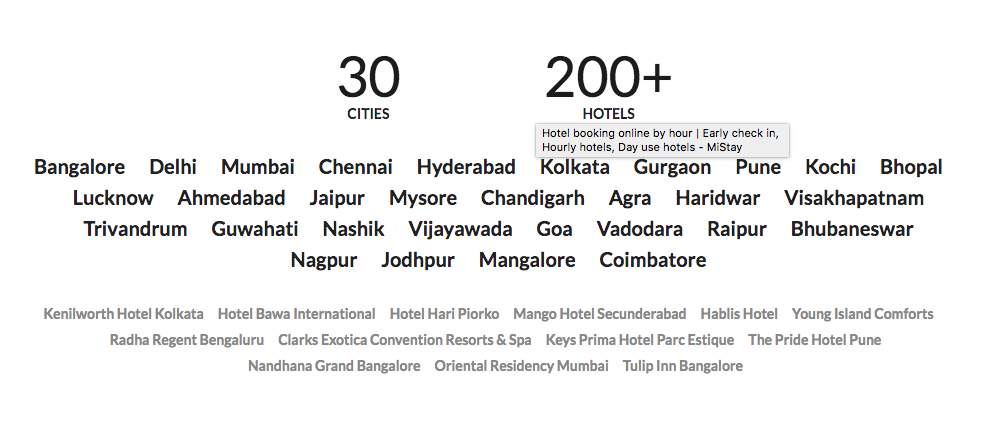 30
CITIES
200+
HOTELS
Hotel booking online by hour | Early check in,
Hourly hotels, Day use hotels - MiStay
Bangalore Delhi Mumbai Chennai Hyderabad Kolkata Gurgaon Pune Kochi Bhopal
Lucknow Ahmedabad Jaipur Mysore Chandigarh Agra Haridwar Visakhapatnam
Trivandrum Guwahati Nashik Vijayawada Goa Vadodara Raipur Bhubaneswar
Nagpur Jodhpur Mangalore Coimbatore
Kenilworth Hotel Kolkata Hotel Bawa International Hotel Hari Piorko Mango Hotel Secunderabad Hablis Hotel Young Island Comforts
Radha Regent Bengaluru Clarks Exotica Convention Resorts & Spa Keys Prima Hotel Parc Estique The Pride Hotel Pune
Nandhana Grand Bangalore Oriental Residency Mumbai Tulip Inn Bangalore